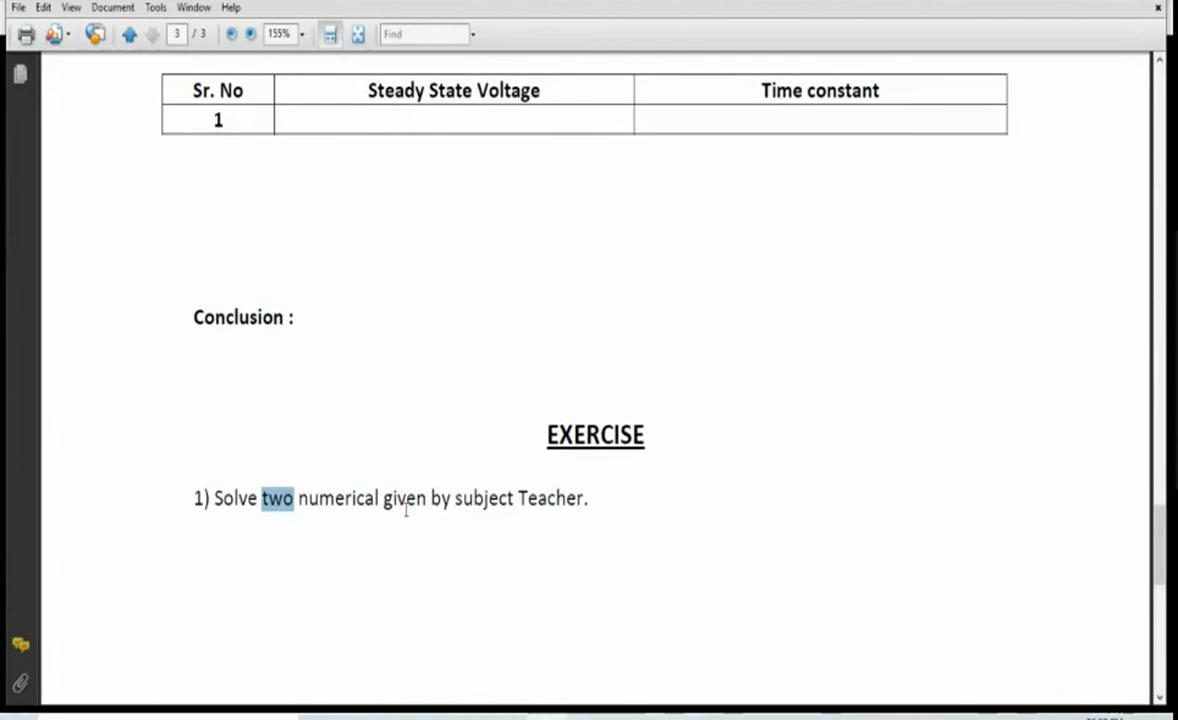 File Edit View Document Tools Window Help
3 / 3 155% Find
Sr. No Steady State Voltage Time constant
1
Conclusion :
EXERCISE
1) Solve two numerical given by subject Teacher.